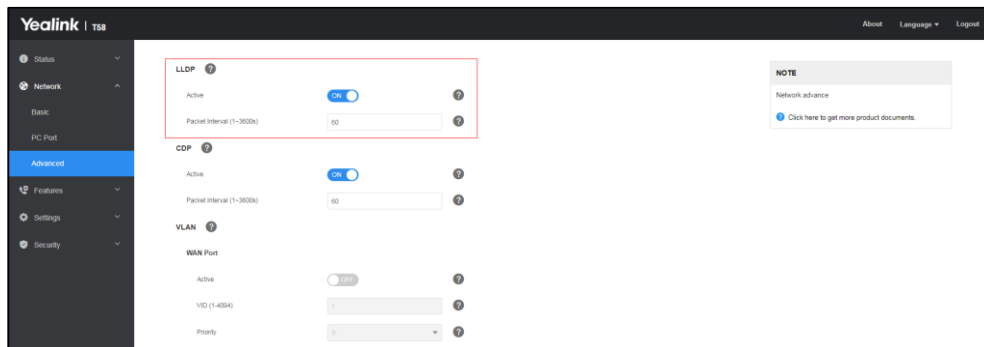 Yealink | T58
About Language Logout
Status
Network
Basic
PC Port
Advanced
Features
Settings
Security
LLDP ?
Active ON ?
Packet Interval (1~3600s) 60 ?
CDP ?
Active ON ?
Packet Interval (1~3600s) 60 ?
VLAN ?
WAN Port
Active OFF ?
VID (1-4094) 1 ?
Priority 0 ?
NOTE
Network advance
? Click here to get more product documents.